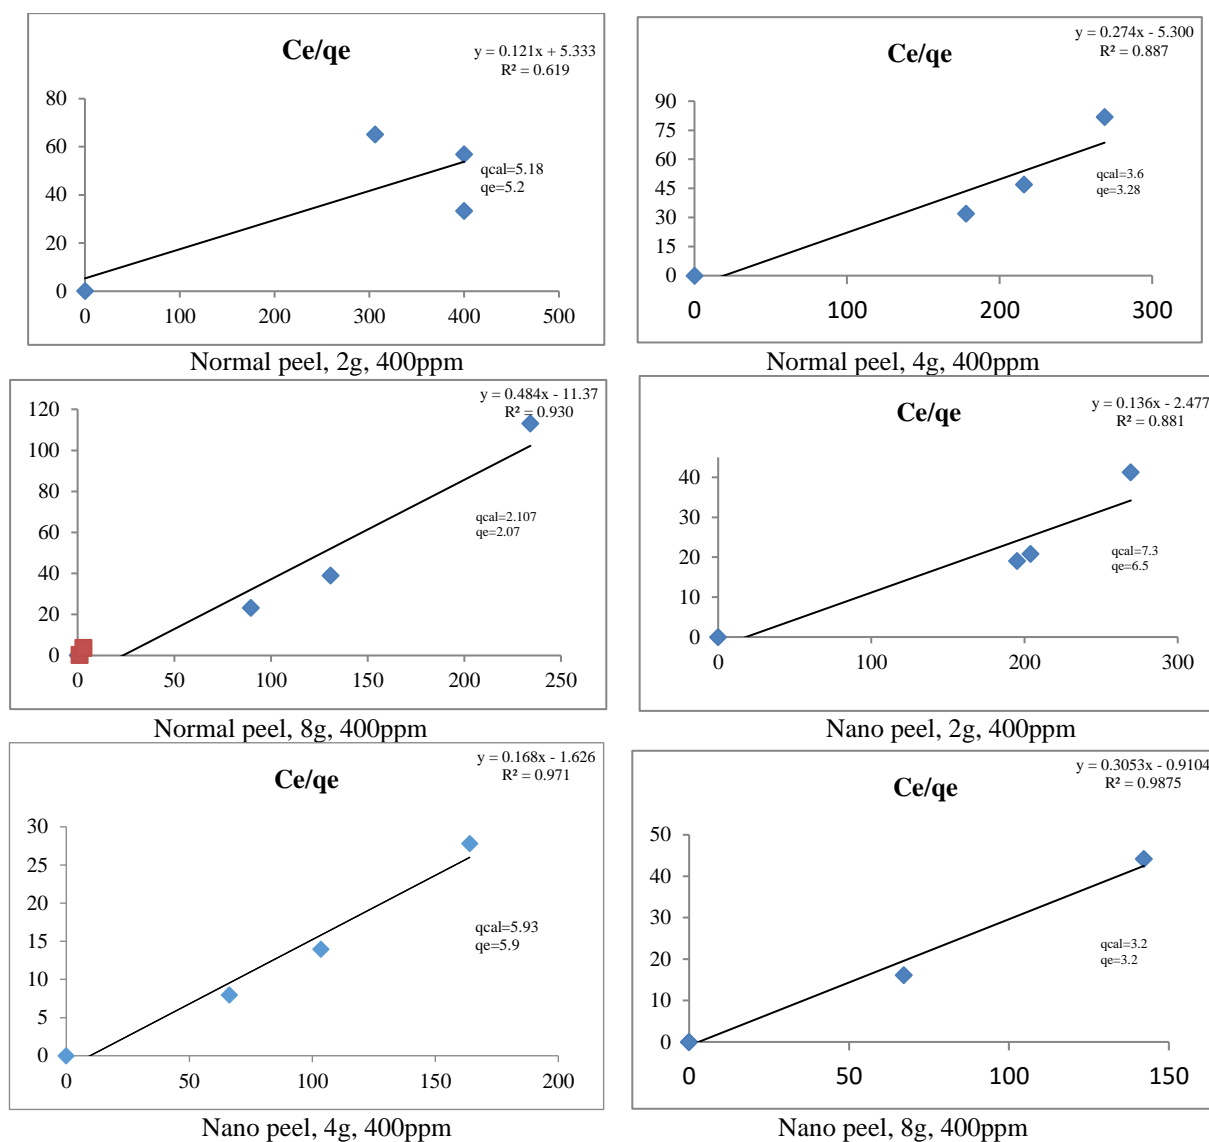 Ce/qe
y = 0.121x + 5.333
R² = 0.619
80
60
40
20
0
qcal=5.18
qe=5.2
0 100 200 300 400 500
Normal peel, 2g, 400ppm
Ce/qe
y = 0.274x - 5.300
R² = 0.887
90
75
60
45
30
15
0
qcal=3.6
qe=3.28
0 100 200 300
Normal peel, 4g, 400ppm
y = 0.484x - 11.37
R² = 0.930
120
100
80
60
40
20
0
qcal=2.107
qe=2.07
0 50 100 150 200 250
Normal peel, 8g, 400ppm
Ce/qe
y = 0.136x - 2.477
R² = 0.881
40
30
20
10
0
qcal=7.3
qe=6.5
0 100 200 300
Nano peel, 2g, 400ppm
Ce/qe
y = 0.168x - 1.626
R² = 0.971
30
25
20
15
10
5
0
qcal=5.93
qe=5.9
0 50 100 150 200
Nano peel, 4g, 400ppm
Ce/qe
y = 0.3053x - 0.9104
R² = 0.9875
50
40
30
20
10
0
qcal=3.2
qe=3.2
0 50 100 150
Nano peel, 8g, 400ppm